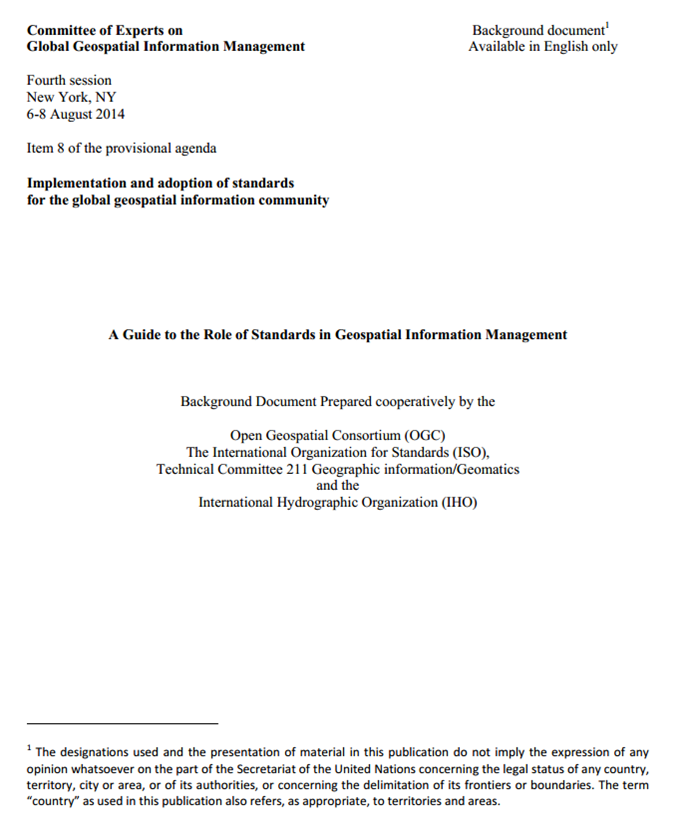 Committee of Experts on
Global Geospatial Information Management
Background document1
Available in English only
Fourth session
New York, NY
6-8 August 2014
Item 8 of the provisional agenda
Implementation and adoption of standards
for the global geospatial information community
A Guide to the Role of Standards in Geospatial Information Management
Background Document Prepared cooperatively by the
Open Geospatial Consortium (OGC)
The International Organization for Standards (ISO),
Technical Committee 211 Geographic information/Geomatics
and the
International Hydrographic Organization (IHO)
1 The designations used and the presentation of material in this publication do not imply the expression of any
opinion whatsoever on the part of the Secretariat of the United Nations concerning the legal status of any country,
territory, city or area, or of its authorities, or concerning the delimitation of its frontiers or boundaries. The term
“country” as used in this publication also refers, as appropriate, to territories and areas.